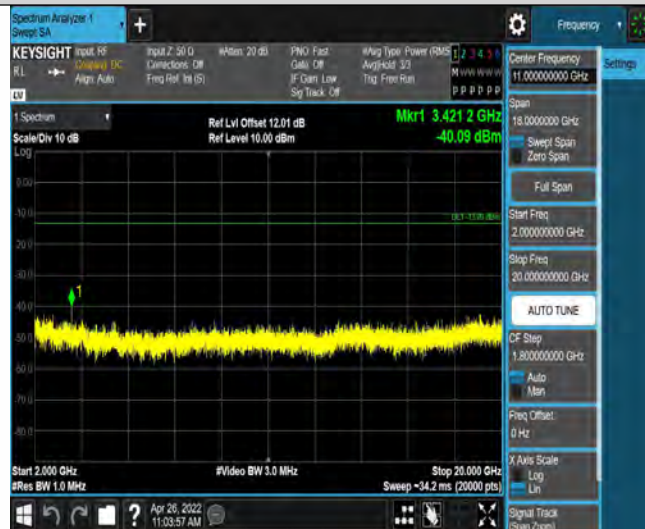 Spectrum Analyzer 1
Swept SA
+
Frequency
KEYSIGHT
Input: RF
Coupling: DC
Align: Auto
Input Z: 50 Ω
Corrections: Off
Freq Ref: Int (S)
#Atten: 20 dB
PNO: Fast
Gate: Off
IF Gain: Low
Sig Track: Off
#Avg Type: Power (RMS
Avg|Hold: 3/3
Trig: Free Run
1 2 3 4 5 6
M W W W W W
P P P P P P
RL
LV
Center Frequency
11.000000000 GHz
Settings
Span
18.0000000 GHz
Swept Span
Zero Span
Full Span
Start Freq
2.000000000 GHz
Stop Freq
20.000000000 GHz
AUTO TUNE
CF Step
1.800000000 GHz
Auto
Man
Freq Offset
0 Hz
X Axis Scale
Log
Lin
Signal Track
(Span Zoom)
1 Spectrum
Scale/Div 10 dB
Log
Ref Lvl Offset 12.01 dB
Ref Level 10.00 dBm
Mkr1 3.421 2 GHz
-40.09 dBm
0.00
-10.0
-20.0
-30.0
-40.0
-50.0
-60.0
-70.0
-80.0
1
Start 2.000 GHz
#Res BW 1.0 MHz
#Video BW 3.0 MHz
Stop 20.000 GHz
Sweep ~34.2 ms (20000 pts)
?
Apr 26, 2022
11:03:57 AM